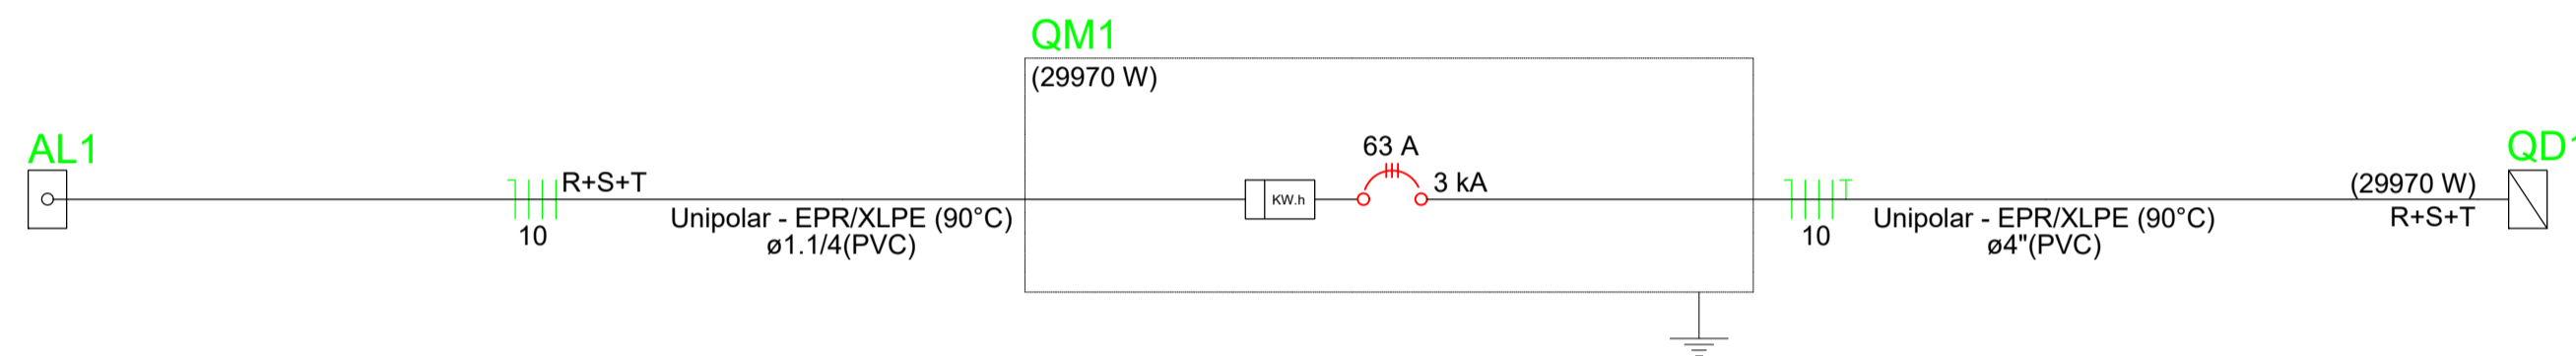 QM1
(29970 W)
AL1
R+S+T
10
Unipolar - EPR/XLPE (90°C)
ø1.1/4(PVC)
KW.h
63 A
3 kA
10
Unipolar - EPR/XLPE (90°C)
ø4"(PVC)
QD1
(29970 W)
R+S+T